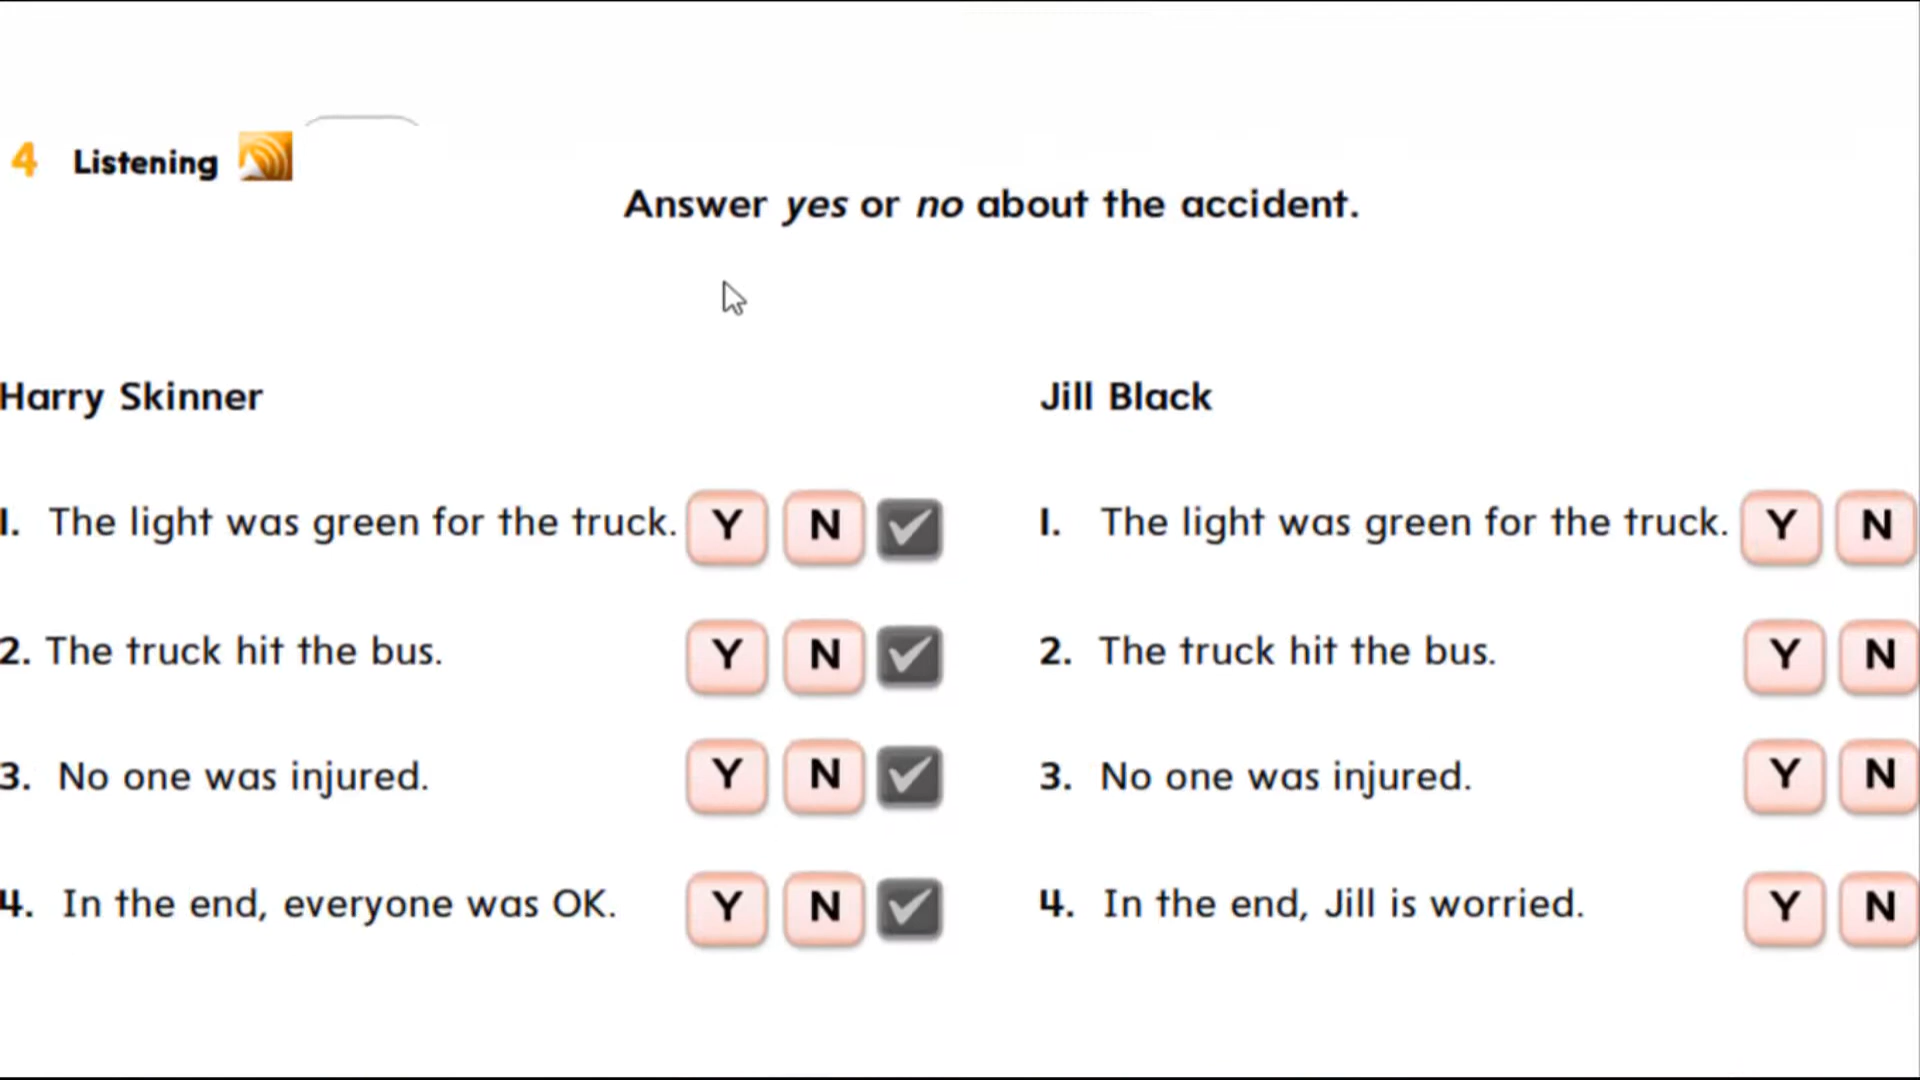 4 Listening
Answer yes or no about the accident.
Harry Skinner
1. The light was green for the truck. Y N
2. The truck hit the bus. Y N
3. No one was injured. Y N
4. In the end, everyone was OK. Y N
Jill Black
1. The light was green for the truck. Y N
2. The truck hit the bus. Y N
3. No one was injured. Y N
4. In the end, Jill is worried. Y N